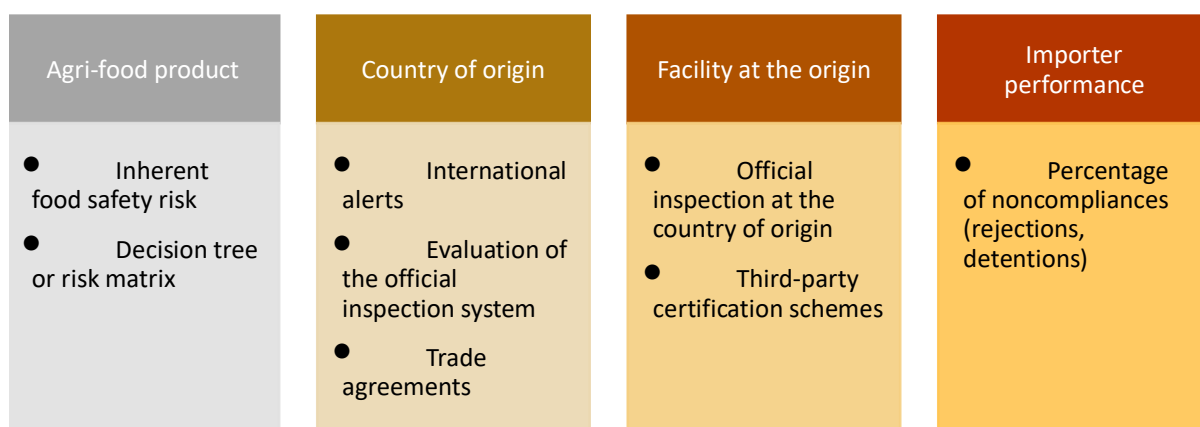 Agri-food product
● Inherent
food safety risk
● Decision tree
or risk matrix
Country of origin
● International
alerts
● Evaluation of
the official
inspection system
● Trade
agreements
Facility at the origin
● Official
inspection at the
country of origin
● Third-party
certification schemes
Importer
performance
● Percentage
of noncompliances
(rejections,
detentions)